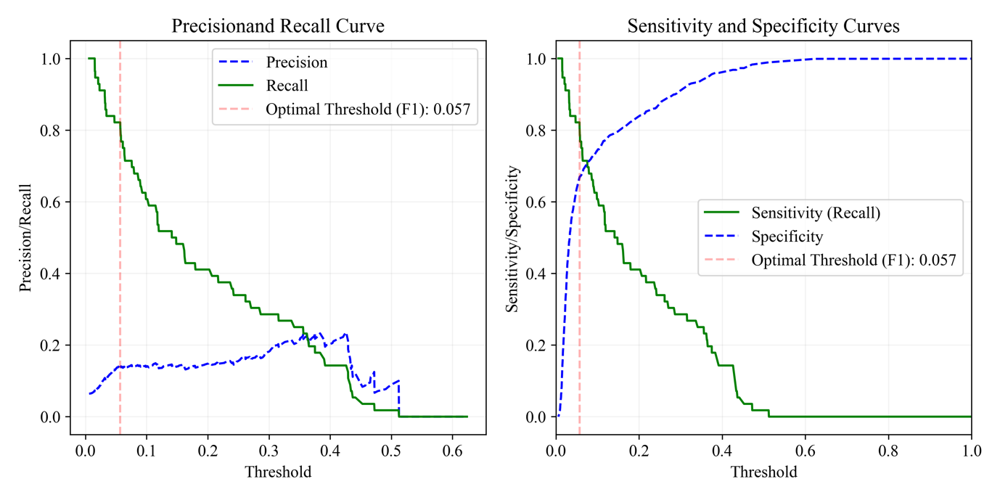 Precisionand Recall Curve
Precision
Recall
Optimal Threshold (F1): 0.057
1.0
0.8
0.6
0.4
0.2
0.0
Precision/Recall
0.0 0.1 0.2 0.3 0.4 0.5 0.6
Threshold
Sensitivity and Specificity Curves
1.0
0.8
0.6
0.4
0.2
0.0
Sensitivity/Specificity
Sensitivity (Recall)
Specificity
Optimal Threshold (F1): 0.057
0.0 0.2 0.4 0.6 0.8 1.0
Threshold